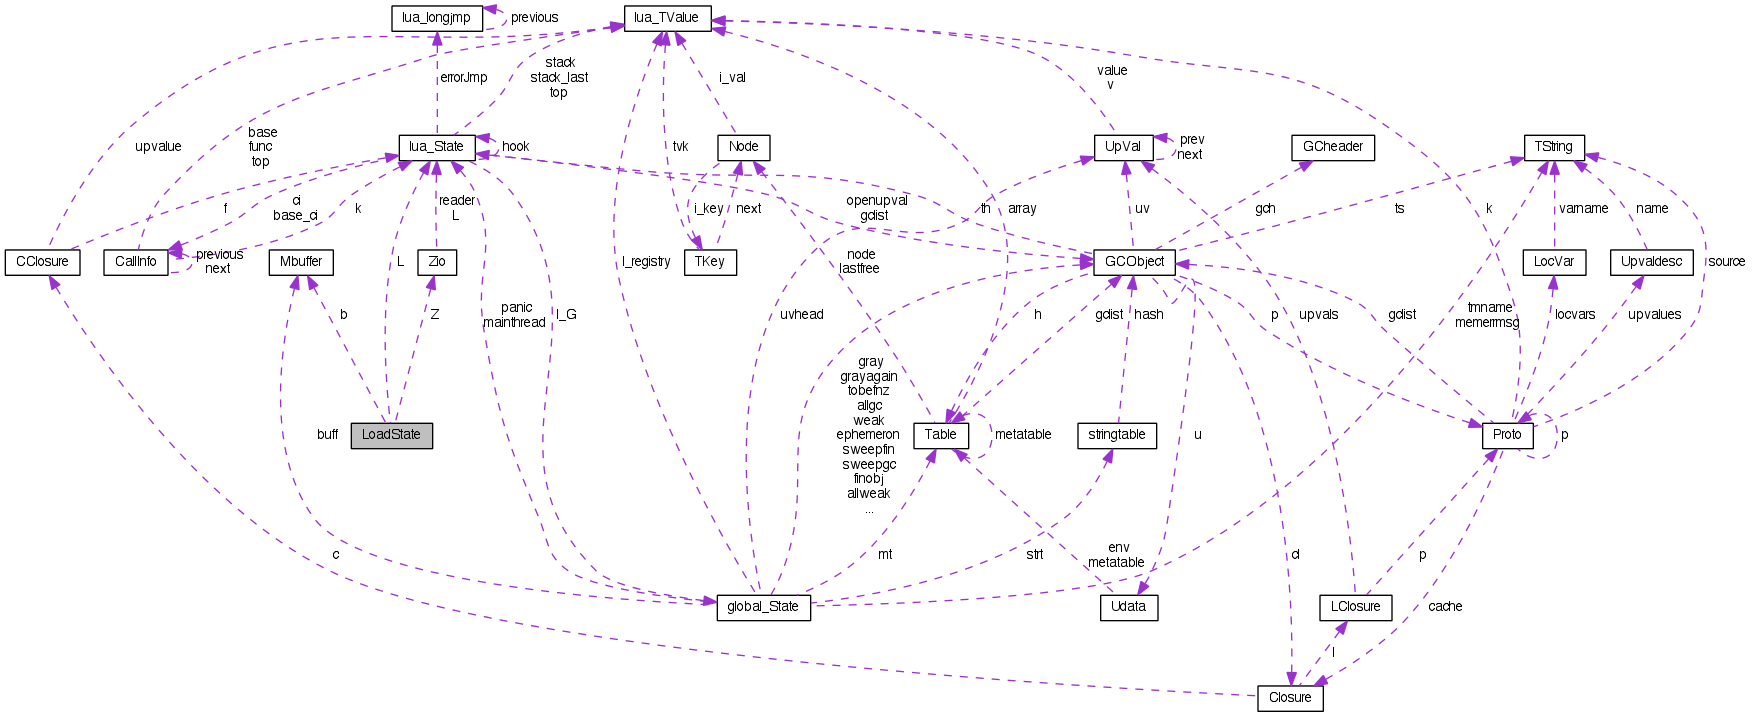 lua_longjmp
previous
lua_TValue
errorJmp
stack
stack_last
top
i_val
value
v
upvalue
base
func
top
lua_State
hook
tvk
Node
UpVal
prev
next
GCheader
TString
f
ci
base_ci
k
reader
L
i_key
next
openupval
gclist
th
array
uv
gch
ts
k
varname
name
CClosure
CallInfo
previous
next
Mbuffer
Zio
l_registry
TKey
node
lastfree
GCObject
LocVar
Upvaldesc
source
L
b
Z
panic
mainthread
l_G
uvhead
h
gclist
hash
p
upvals
gclist
tmname
memerrmsg
locvars
upvalues
gray
grayagain
tobefnz
allgc
weak
ephemeron
sweepfin
sweepgc
finobj
allweak
...
buff
LoadState
Table
metatable
stringtable
u
Proto
p
c
mt
strt
env
metatable
cl
p
cache
global_State
Udata
LClosure
l
Closure